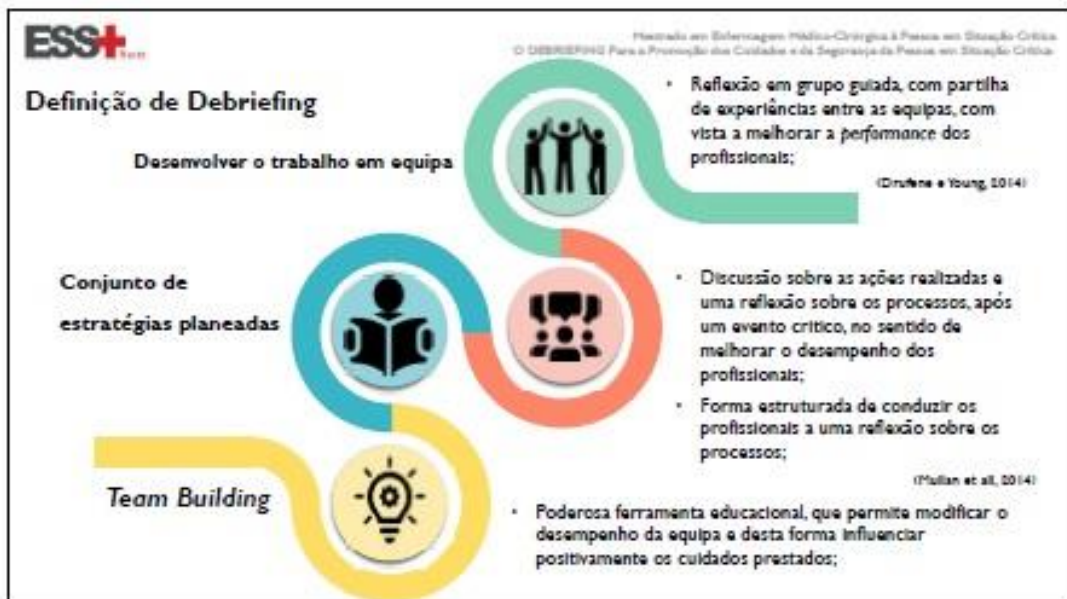 ESS+
Mestrado em Enfermagem Médico-Cirúrgica à Pessoa em Situação Crítica
O DEBRIEFING Para a Promoção dos Cuidados e da Segurança da Pessoa em Situação Crítica
Definição de Debriefing
Desenvolver o trabalho em equipa
• Reflexão em grupo guiada, com partilha
de experiências entre as equipas, com
vista a melhorar a performance dos
profissionais;
(Drufene e Young, 2014)
Conjunto de
estratégias planeadas
• Discussão sobre as ações realizadas e
uma reflexão sobre os processos, após
um evento crítico, no sentido de
melhorar o desempenho dos
profissionais;
• Forma estruturada de conduzir os
profissionais a uma reflexão sobre os
processos;
(Mullan et all, 2014)
Team Building
• Poderosa ferramenta educacional, que permite modificar o
desempenho da equipa e desta forma influenciar
positivamente os cuidados prestados;